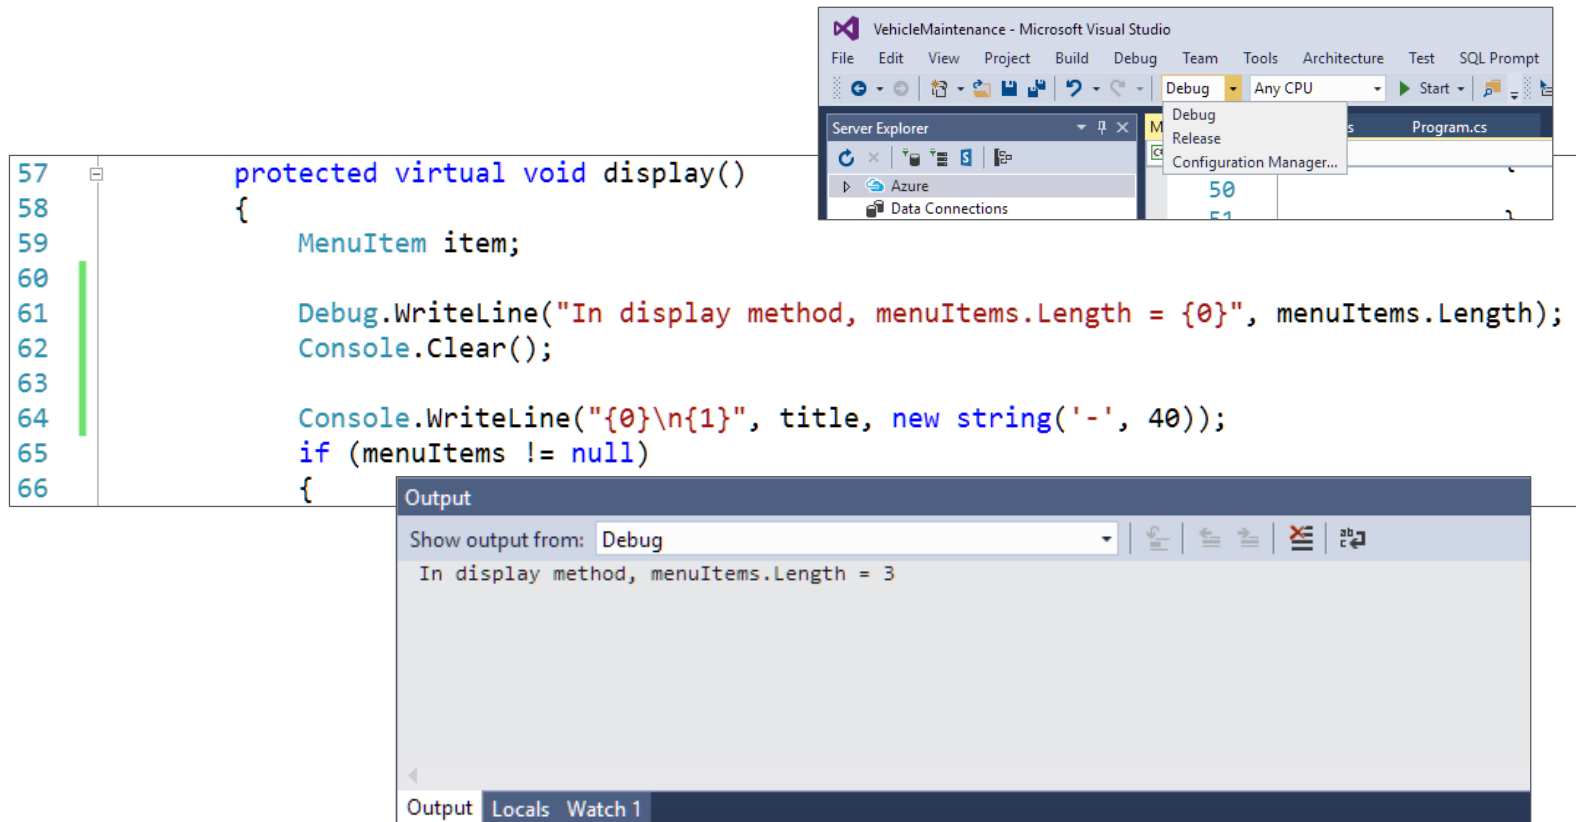 VehicleMaintenance - Microsoft Visual Studio
File Edit View Project Build Debug Team Tools Architecture Test SQL Prompt
Debug Any CPU Start
Debug
Release
Configuration Manager...
Server Explorer
Program.cs
Azure
Data Connections
50
51
57 protected virtual void display()
58 {
59 MenuItem item;
60
61 Debug.WriteLine("In display method, menuItems.Length = {0}", menuItems.Length);
62 Console.Clear();
63
64 Console.WriteLine("{0}\n{1}", title, new string('-', 40));
65 if (menuItems != null)
66 {
Output
Show output from: Debug
In display method, menuItems.Length = 3
Output Locals Watch 1